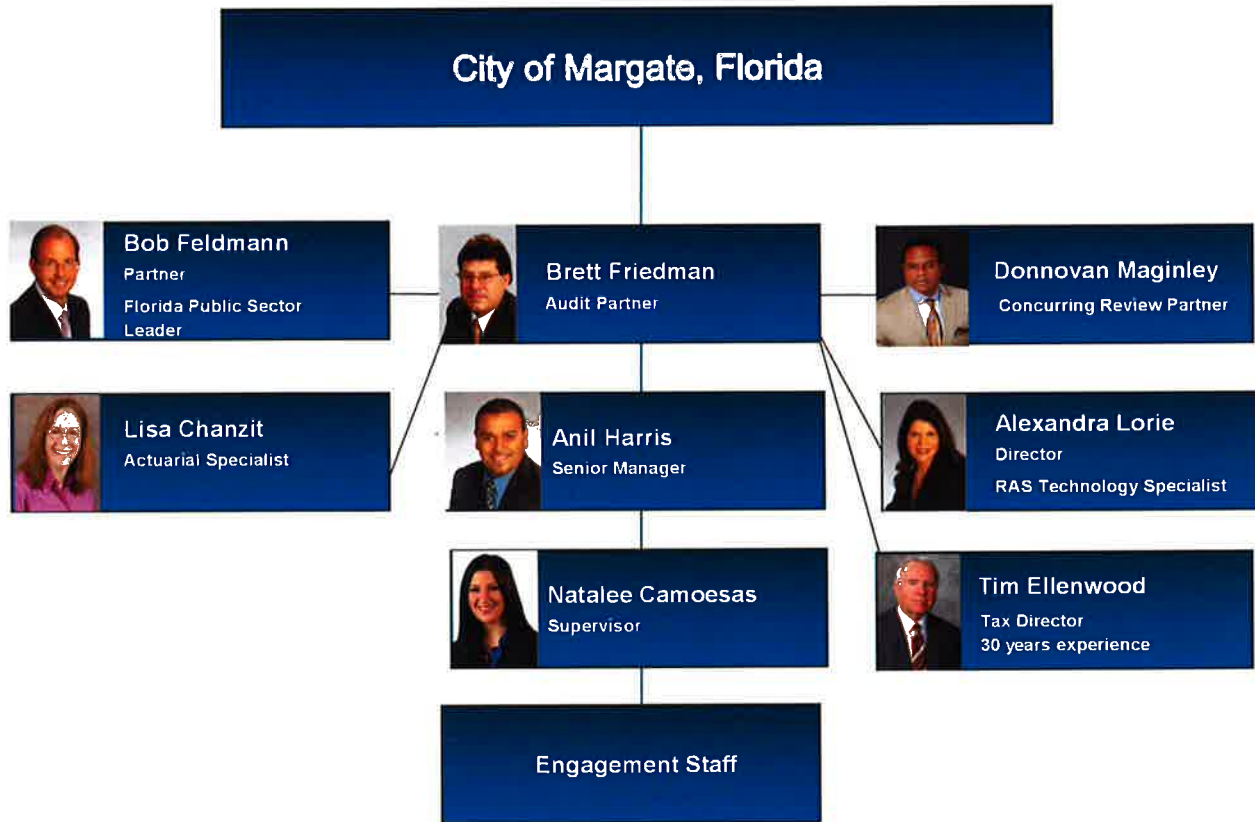 City of Margate, Florida
Bob Feldmann
Partner
Florida Public Sector
Leader
Brett Friedman
Audit Partner
Donnovan Maginley
Concurring Review Partner
Lisa Chanzit
Actuarial Specialist
Anil Harris
Senior Manager
Alexandra Lorie
Director
RAS Technology Specialist
Natalee Camoesas
Supervisor
Tim Ellenwood
Tax Director
30 years experience
Engagement Staff